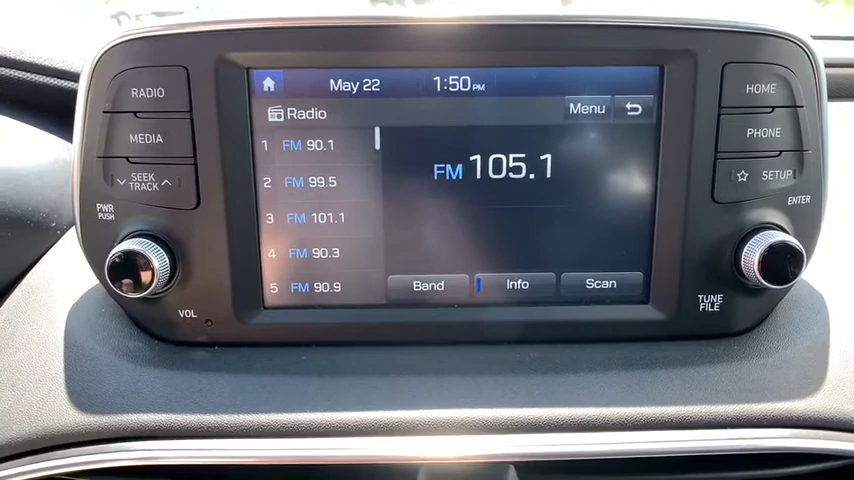 May 22 1:50 PM
Radio Menu
1 FM 90.1
2 FM 99.5
3 FM 101.1
4 FM 90.3
5 FM 90.9
FM 105.1
Band Info Scan
RADIO
MEDIA
SEEK
TRACK
PWR
PUSH
VOL
HOME
PHONE
SETUP
ENTER
TUNE
FILE